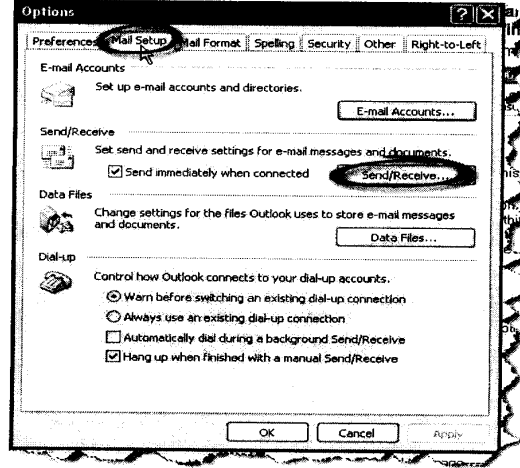 Options
Preferences Mail Setup Mail Format Spelling Security Other Right-to-Left
E-mail Accounts
Set up e-mail accounts and directories.
E-mail Accounts...
Send/Receive
Set send and receive settings for e-mail messages and documents.
Send immediately when connected Send/Receive...
Data Files
Change settings for the files Outlook uses to store e-mail messages
and documents.
Data Files...
Dial-up
Control how Outlook connects to your dial-up accounts.
Warn before switching an existing dial-up connection
Always use an existing dial-up connection
Automatically dial during a background Send/Receive
Hang up when finished with a manual Send/Receive
OK Cancel Apply